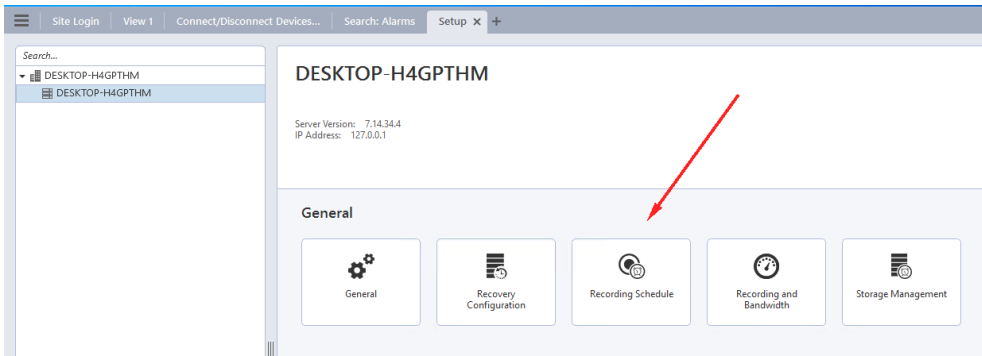 Site Login
View 1
Connect/Disconnect Devices...
Search: Alarms
Setup
Search...
DESKTOP-H4GPTHM
DESKTOP-H4GPTHM
DESKTOP-H4GPTHM
Server Version: 7.14.34.4
IP Address: 127.0.0.1
General
General
Recovery
Configuration
Recording Schedule
Recording and
Bandwidth
Storage Management